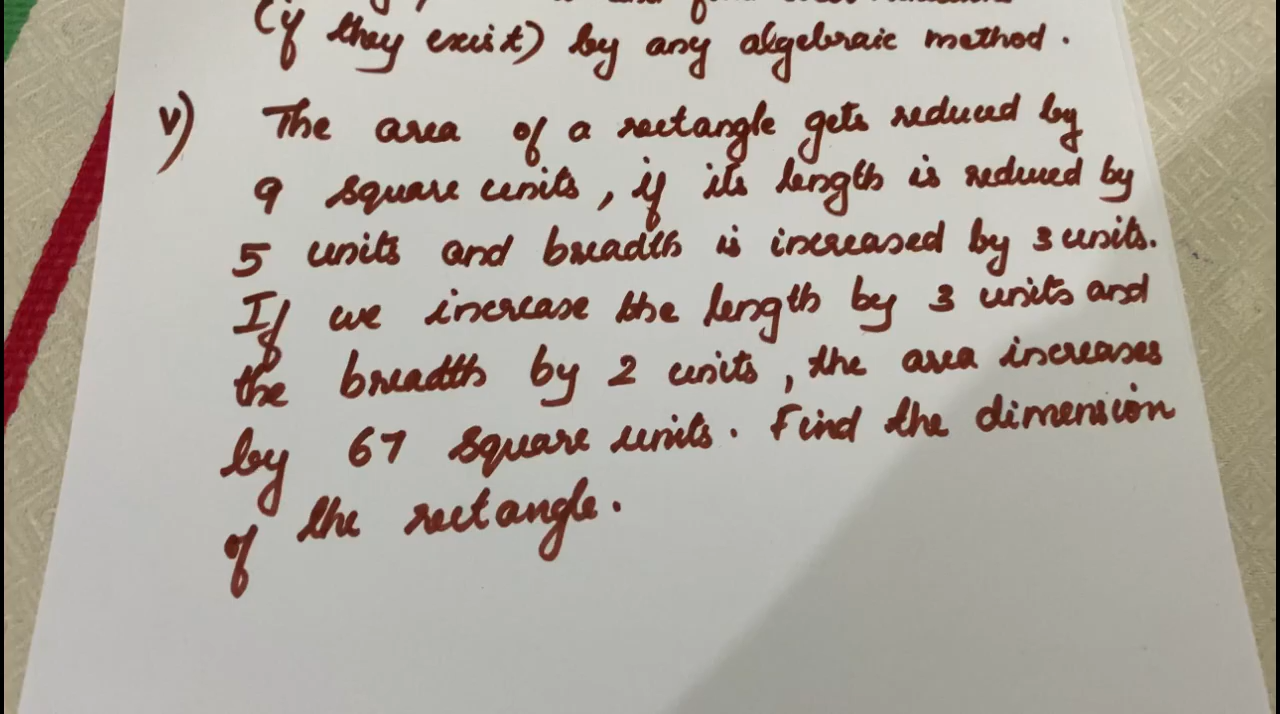 (if they exist) by any algebraic method.
v) The area of a rectangle gets reduced by
9 square units, if its length is reduced by
5 units and breadth is increased by 3 units.
If we increase the length by 3 units and
the breadth by 2 units, the area increases
by 67 square units. Find the dimension
of the rectangle.